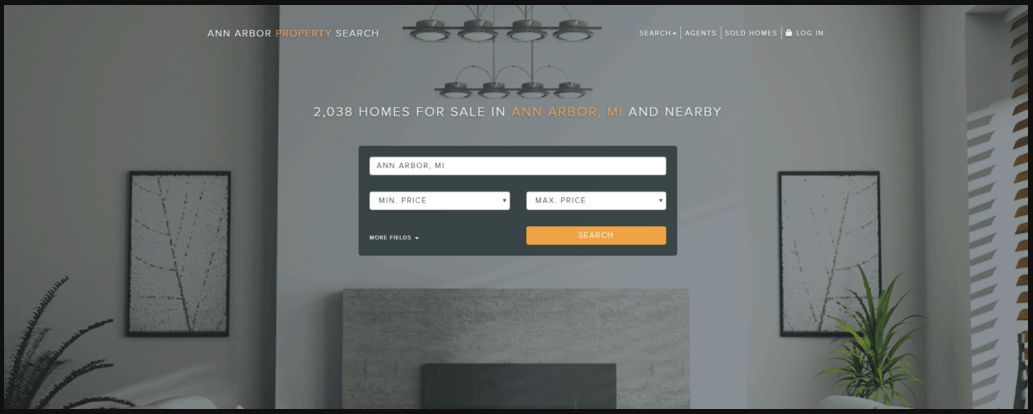 ANN ARBOR PROPERTY SEARCH
SEARCH AGENTS SOLD HOMES LOG IN
2,038 HOMES FOR SALE IN ANN ARBOR, MI AND NEARBY
ANN ARBOR, MI
MIN. PRICE MAX. PRICE
MORE FIELDS SEARCH